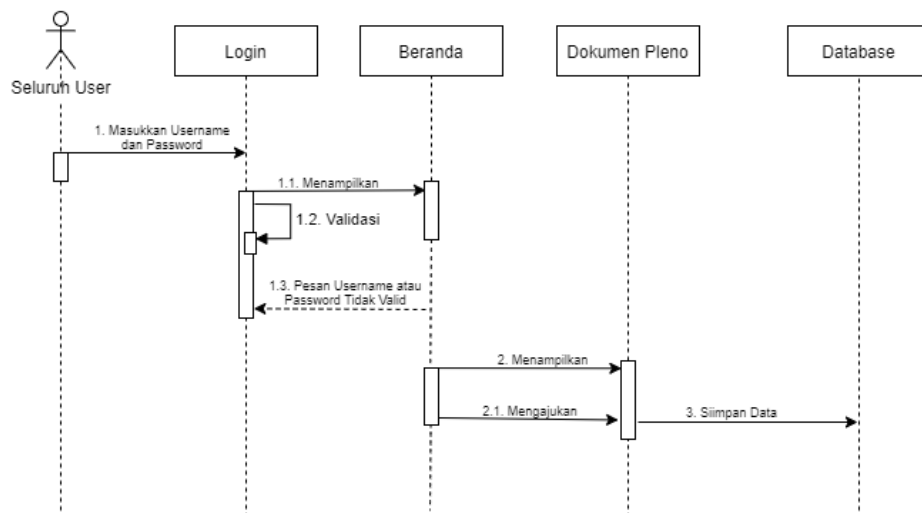 Login
Beranda
Dokumen Pleno
Database
Seluruh User
1. Masukkan Username
dan Password
1.1. Menampilkan
1.2. Validasi
1.3. Pesan Username atau
Password Tidak Valid
2. Menampilkan
2.1. Mengajukan
3. Siimpan Data